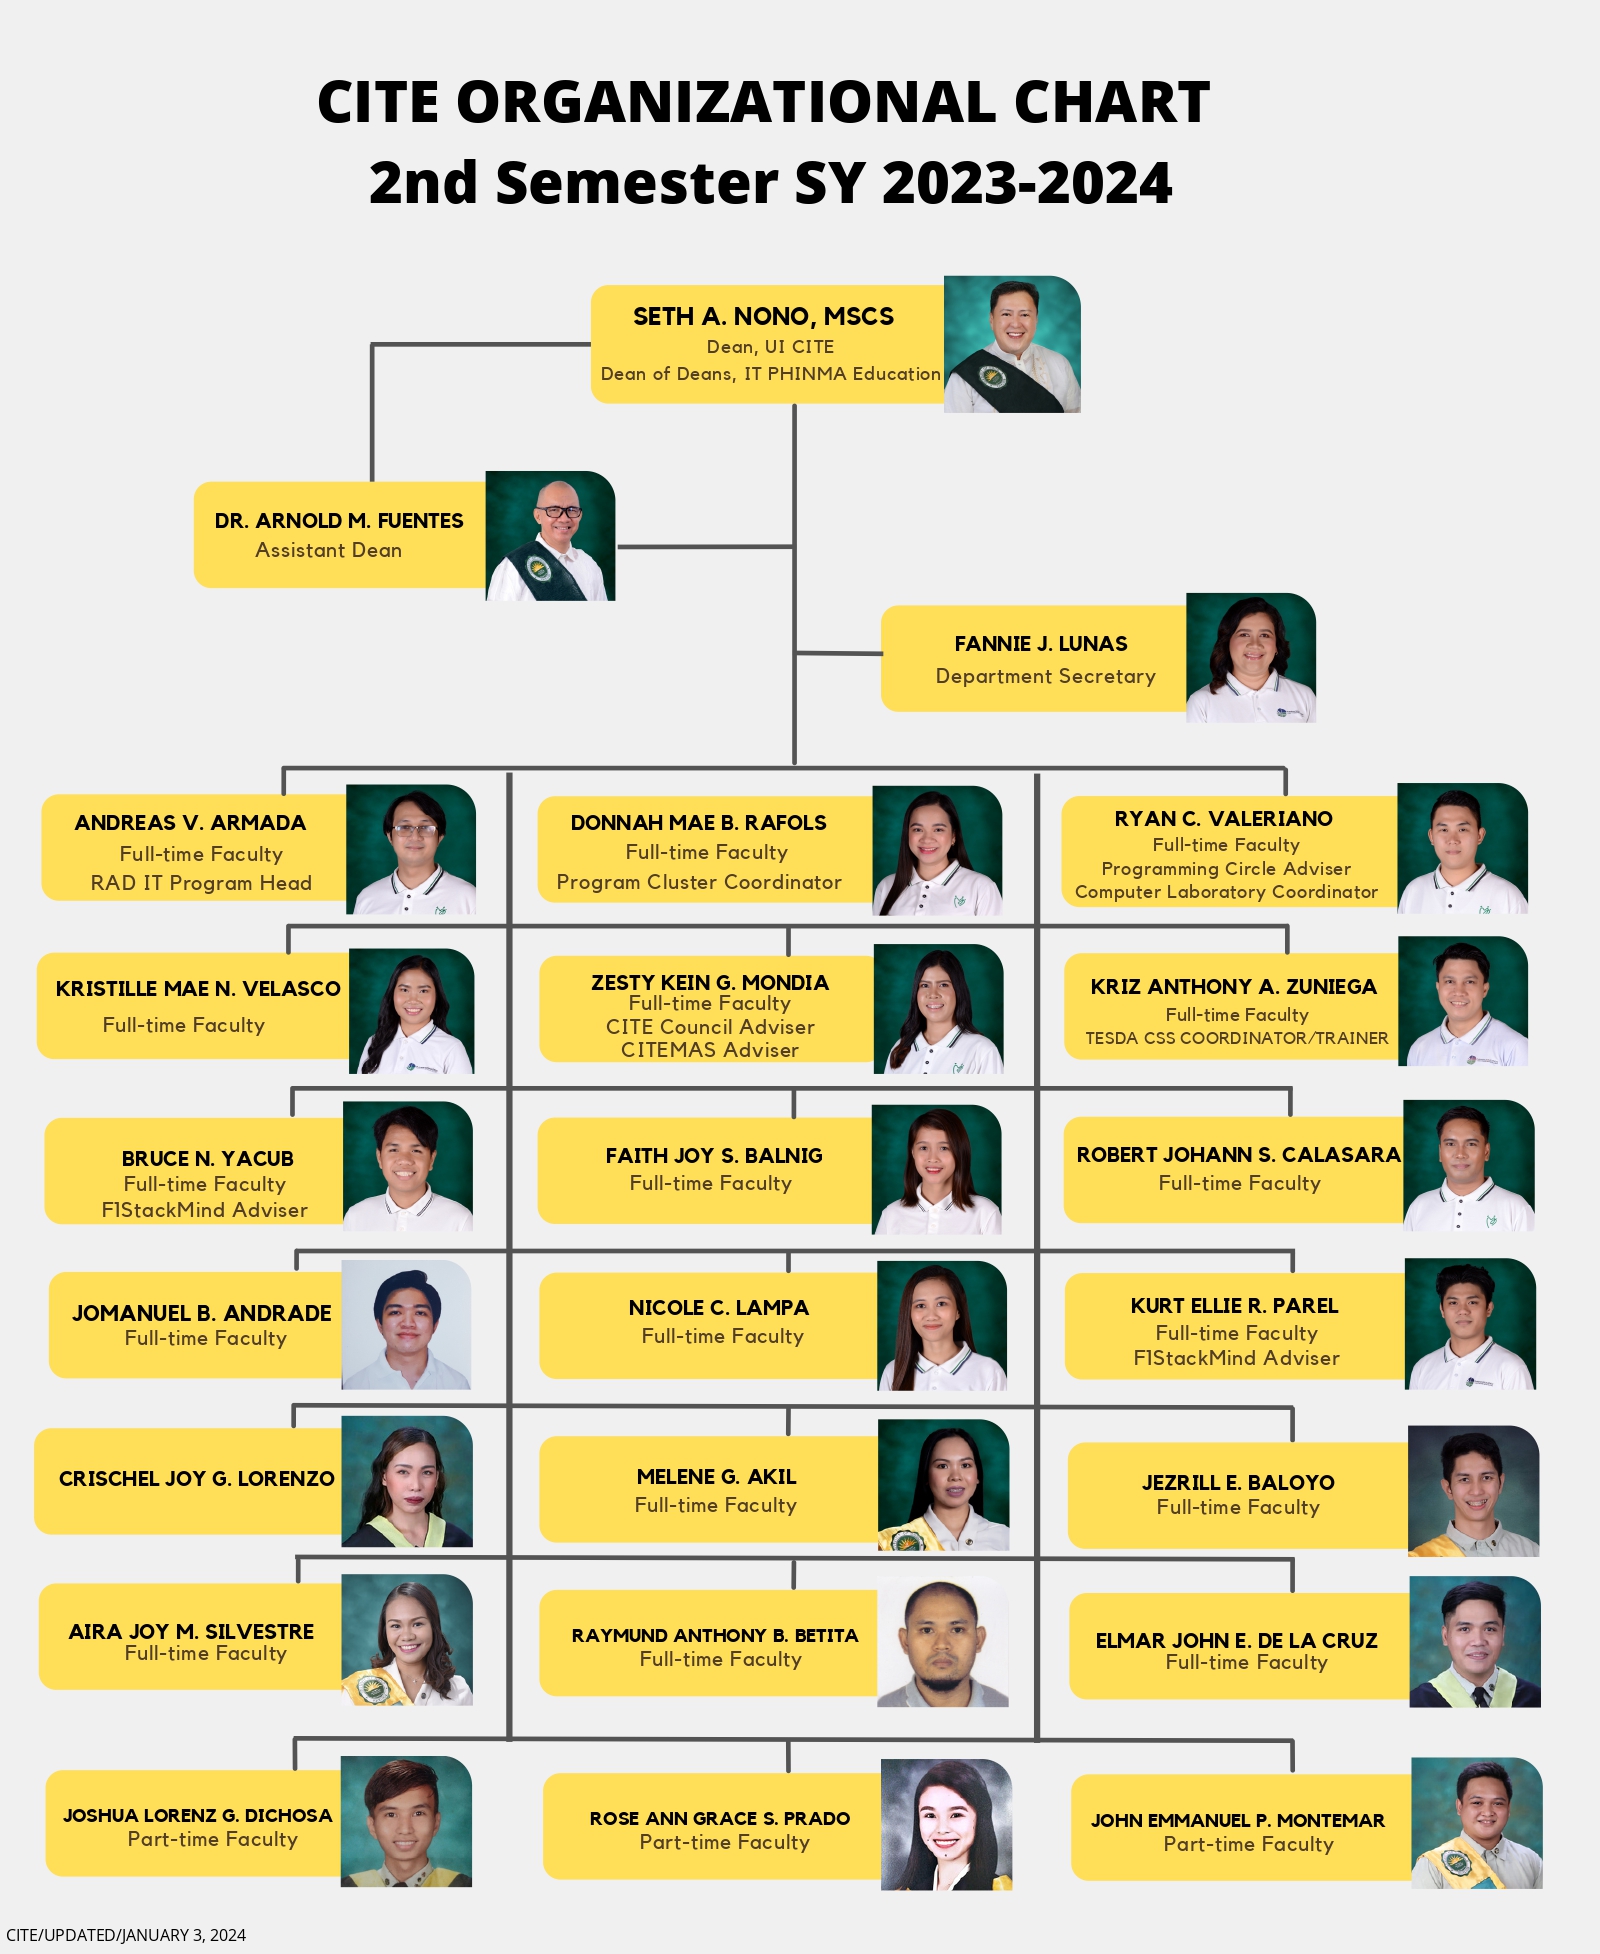 CITE ORGANIZATIONAL CHART
2nd Semester SY 2023-2024
SETH A. NONO, MSCS
Dean, UI CITE
Dean of Deans, IT PHINMA Education
DR. ARNOLD M. FUENTES
Assistant Dean
FANNIE J. LUNAS
Department Secretary
ANDREAS V. ARMADA
Full-time Faculty
RAD IT Program Head
DONNAH MAE B. RAFOLS
Full-time Faculty
Program Cluster Coordinator
RYAN C. VALERIANO
Full-time Faculty
Programming Circle Adviser
Computer Laboratory Coordinator
KRISTILLE MAE N. VELASCO
Full-time Faculty
ZESTY KEIN G. MONDIA
Full-time Faculty
CITE Council Adviser
CITEMAS Adviser
KRIZ ANTHONY A. ZUNIEGA
Full-time Faculty
TESDA CSS COORDINATOR/TRAINER
BRUCE N. YACUB
Full-time Faculty
F1StackMind Adviser
FAITH JOY S. BALNIG
Full-time Faculty
ROBERT JOHANN S. CALASARA
Full-time Faculty
JOMANUEL B. ANDRADE
Full-time Faculty
NICOLE C. LAMPA
Full-time Faculty
KURT ELLIE R. PAREL
Full-time Faculty
F1StackMind Adviser
CRISCHEL JOY G. LORENZO
MELENE G. AKIL
Full-time Faculty
JEZRILL E. BALOYO
Full-time Faculty
AIRA JOY M. SILVESTRE
Full-time Faculty
RAYMUND ANTHONY B. BETITA
Full-time Faculty
ELMAR JOHN E. DE LA CRUZ
Full-time Faculty
JOSHUA LORENZ G. DICHOSA
Part-time Faculty
ROSE ANN GRACE S. PRADO
Part-time Faculty
JOHN EMMANUEL P. MONTEMAR
Part-time Faculty
CITE/UPDATED/JANUARY 3, 2024